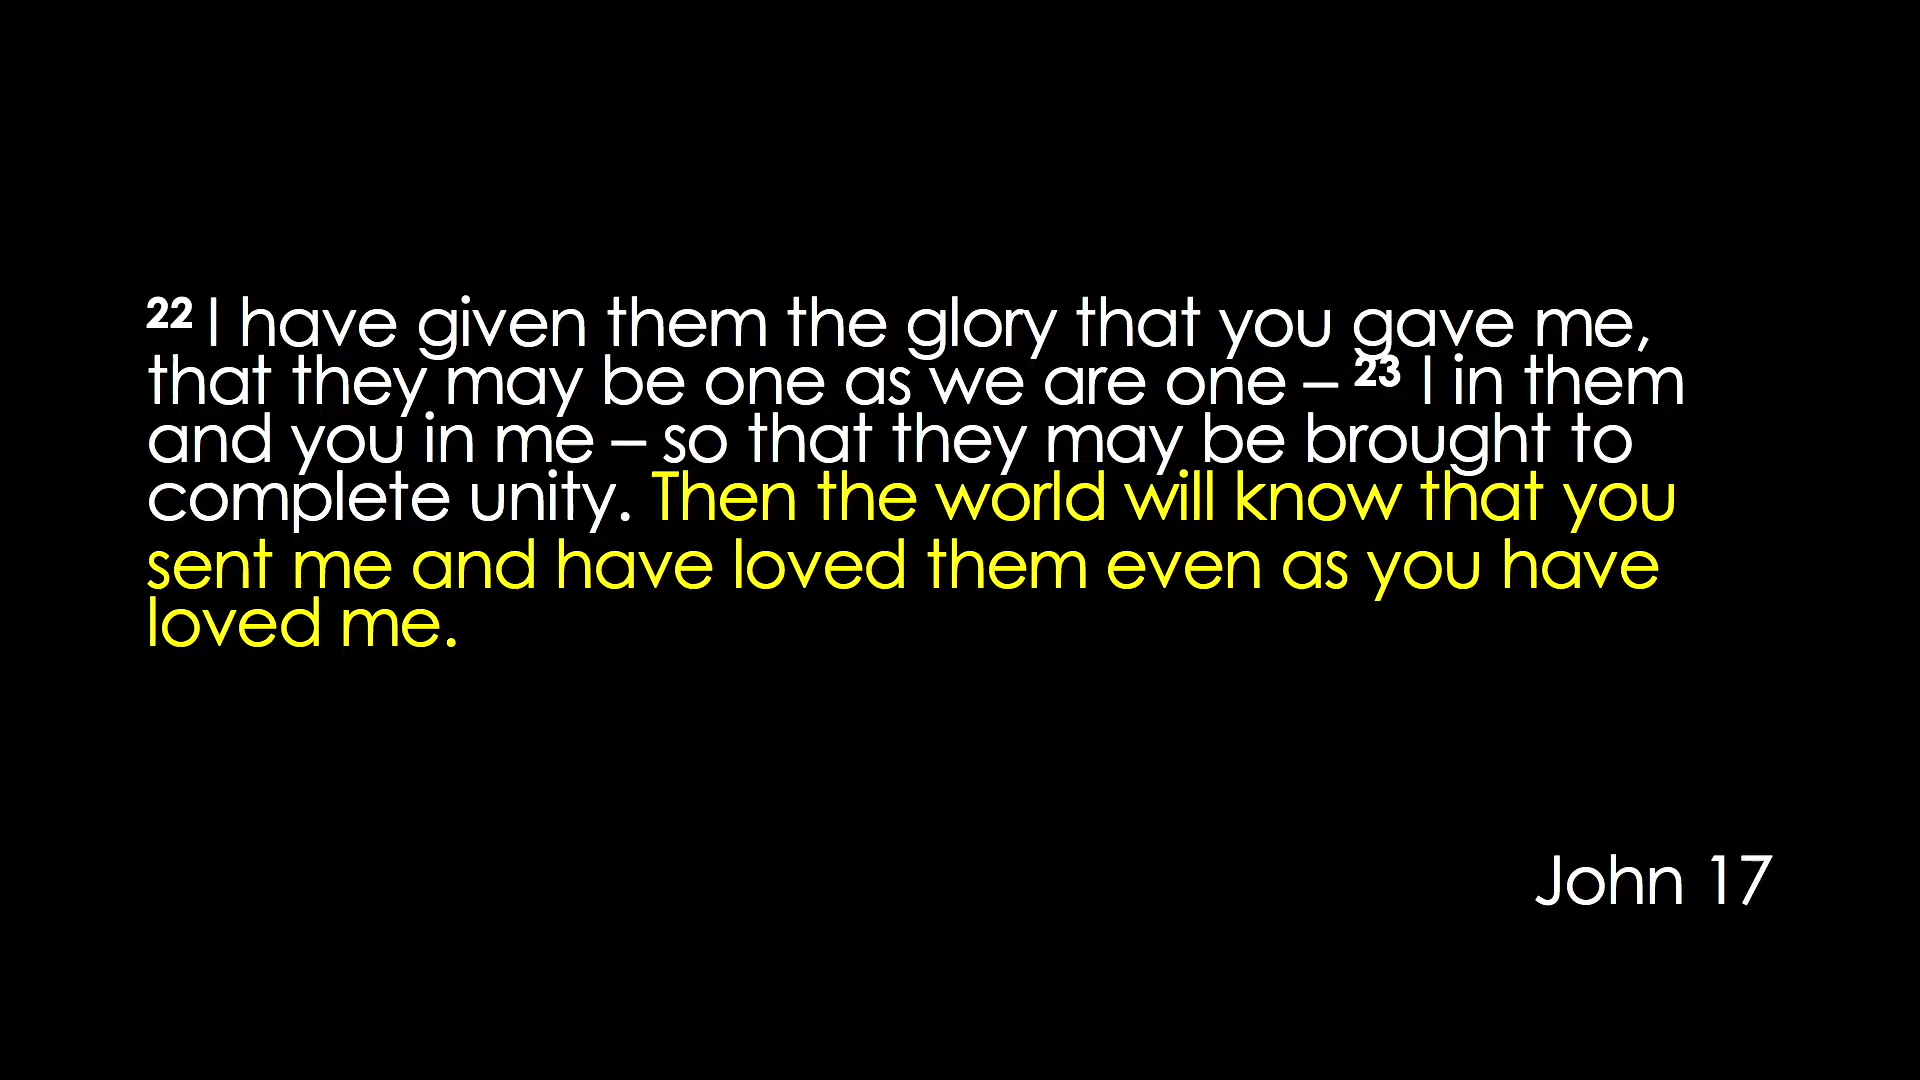 22 I have given them the glory that you gave me,
that they may be one as we are one – 23 I in them
and you in me – so that they may be brought to
complete unity. Then the world will know that you
sent me and have loved them even as you have
loved me.
John 17